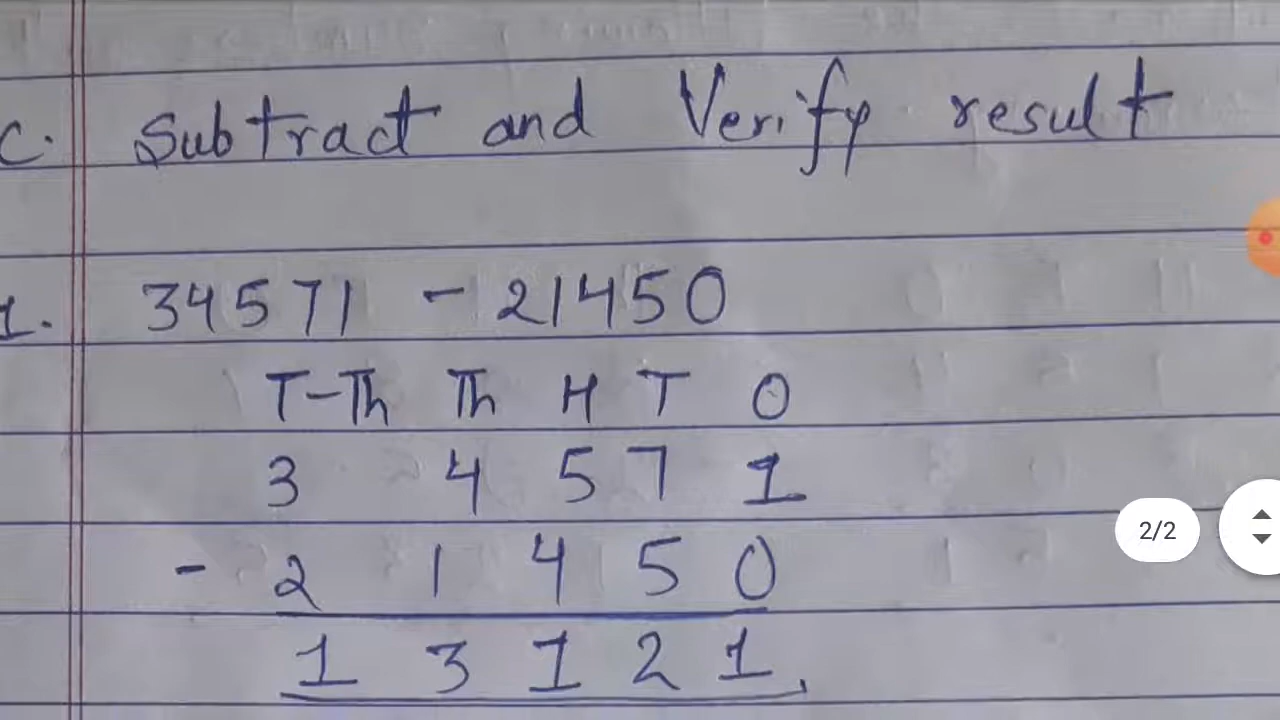 C. Subtract and Verify result
1. 34571 - 21450
T-Th Th H T O
3 4 5 7 1
- 2 1 4 5 0
1 3 1 2 1
2/2